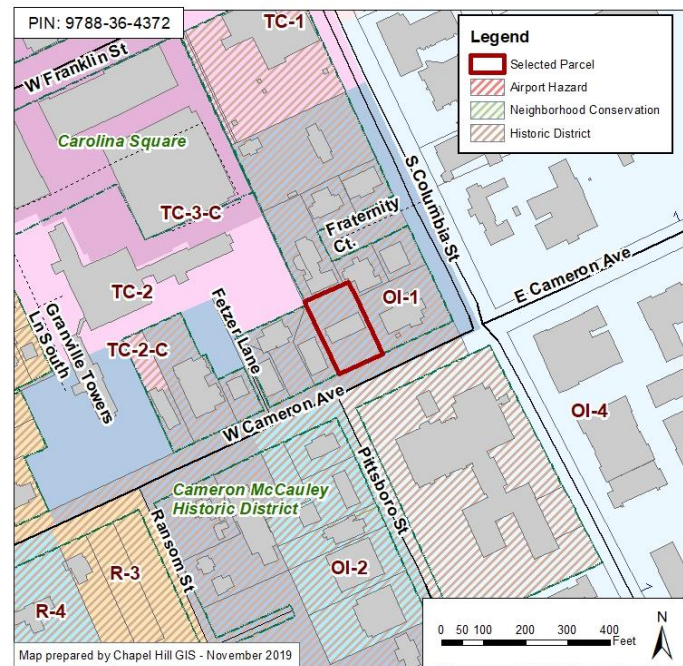 PIN: 9788-36-4372
TC-1
W Franklin St
Legend
Selected Parcel
Airport Hazard
Neighborhood Conservation
Historic District
Carolina Square
S Columbia St
TC-3-C
Fraternity
Ct.
E Cameron Ave
TC-2
OI-1
Fetzer Lane
Granville Towers
Ln South
TC-2-C
OI-4
W Cameron Ave
Cameron McCauley
Historic District
Pittsboro St
Ransom St
R-3
OI-2
R-4
N
0 50 100 200 300 400
Feet
Map prepared by Chapel Hill GIS - November 2019